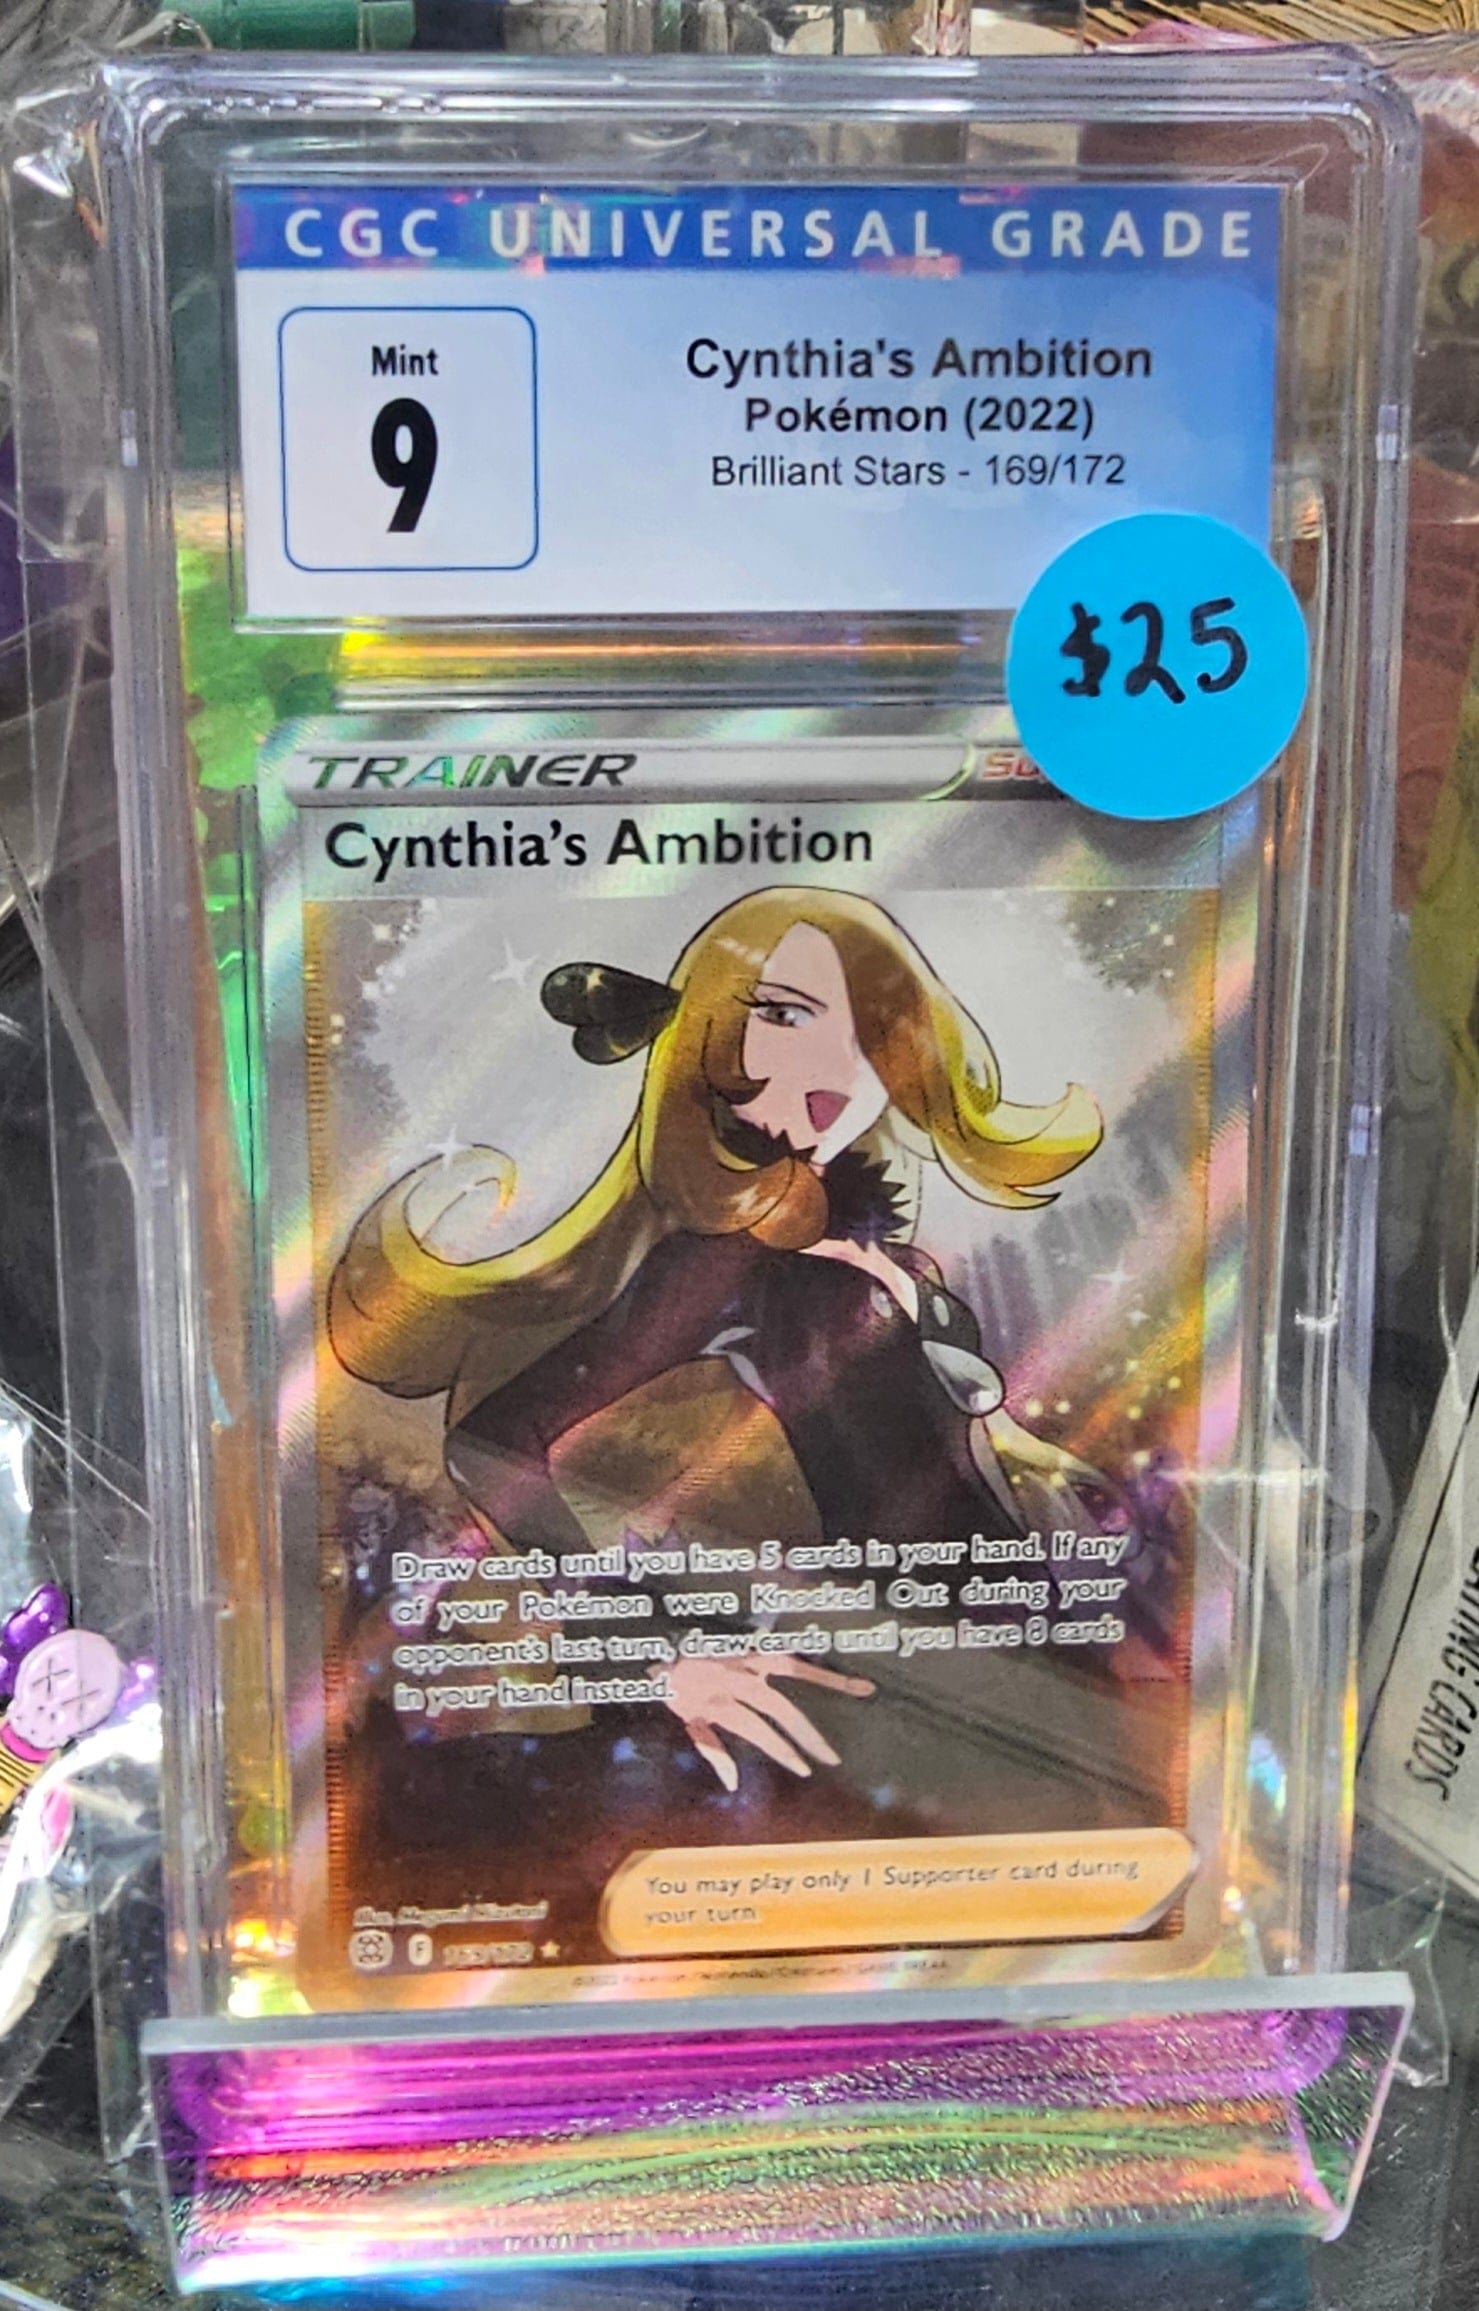 CGC UNIVERSAL GRADE
Mint
9
Cynthia's Ambition
Pokémon (2022)
Brilliant Stars - 169/172
$25
TRAINER
Cynthia's Ambition
Draw cards until you have 5 cards in your hand. If any
of your Pokémon were Knocked Out during your
opponent's last turn, draw cards until you have 8 cards
in your hand instead.
You may play only 1 Supporter card during
your turn.
F 169/172
CARDS